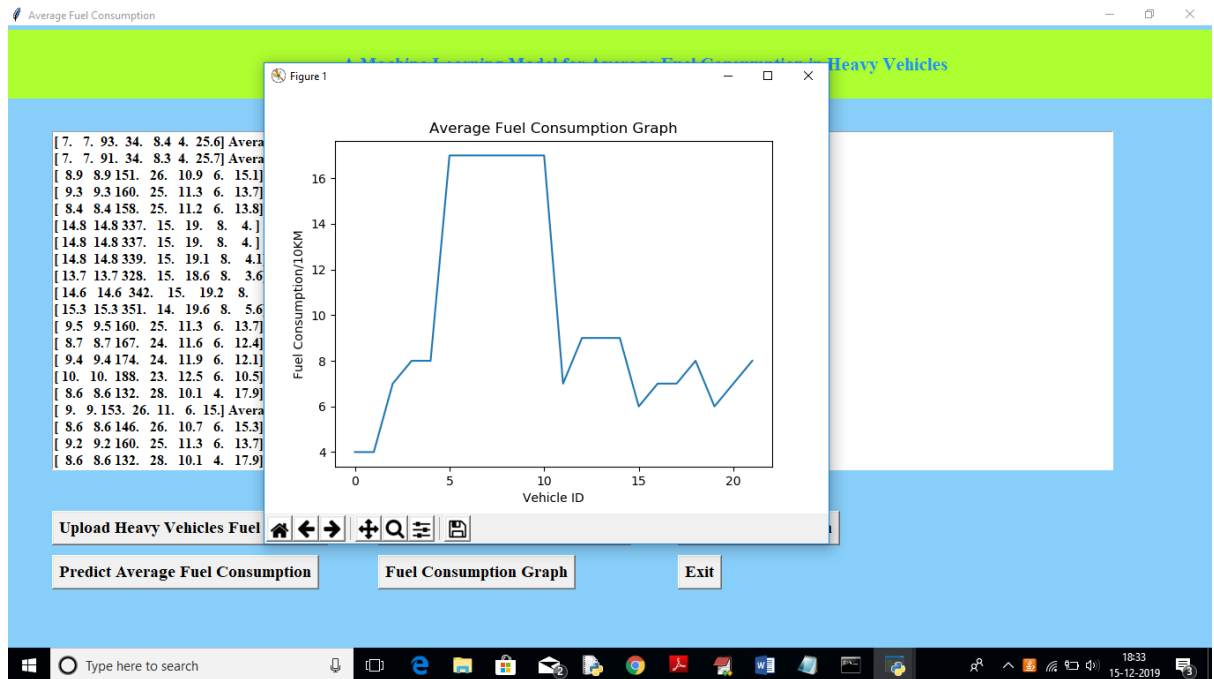 Average Fuel Consumption
Heavy Vehicles
Figure 1
[ 7. 7. 93. 34. 8.4 4. 25.6] Avera
[ 7. 7. 91. 34. 8.3 4. 25.7] Avera
[ 8.9 8.9 151. 26. 10.9 6. 15.1]
[ 9.3 9.3 160. 25. 11.3 6. 13.7]
[ 8.4 8.4 158. 25. 11.2 6. 13.8]
[ 14.8 14.8 337. 15. 19. 8. 4. ]
[ 14.8 14.8 337. 15. 19. 8. 4. ]
[ 14.8 14.8 339. 15. 19.1 8. 4.1
[ 13.7 13.7 328. 15. 18.6 8. 3.6
[ 14.6 14.6 342. 15. 19.2 8.
[ 15.3 15.3 351. 14. 19.6 8. 5.6
[ 9.5 9.5 160. 25. 11.3 6. 13.7]
[ 8.7 8.7 167. 24. 11.6 6. 12.4]
[ 9.4 9.4 174. 24. 11.9 6. 12.1]
[ 10. 10. 188. 23. 12.5 6. 10.5]
[ 8.6 8.6 132. 28. 10.1 4. 17.9]
[ 9. 9. 153. 26. 11. 6. 15.] Avera
[ 8.6 8.6 146. 26. 10.7 6. 15.3]
[ 9.2 9.2 160. 25. 11.3 6. 13.7]
[ 8.6 8.6 132. 28. 10.1 4. 17.9]
Average Fuel Consumption Graph
Fuel Consumption/10KM
16
14
12
10
8
6
4
0 5 10 15 20
Vehicle ID
Upload Heavy Vehicles Fuel
Predict Average Fuel Consumption
Fuel Consumption Graph
Exit
Type here to search
2
18:33
15-12-2019
3